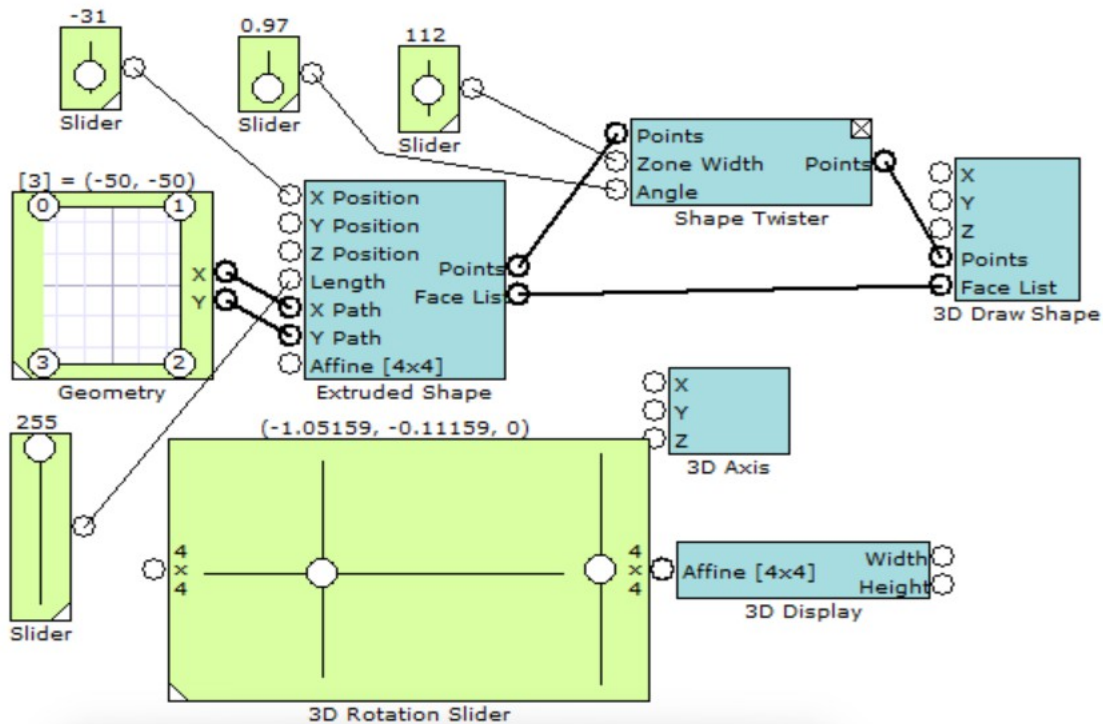 -31
Slider
0.97
Slider
112
Slider
Points
Zone Width
Angle
Points
Shape Twister
X
Y
Z
Points
Face List
3D Draw Shape
[3] = (-50, -50)
0
1
3
2
X
Y
Geometry
X Position
Y Position
Z Position
Length
X Path
Y Path
Affine [4x4]
Points
Face List
Extruded Shape
X
Y
Z
3D Axis
255
Slider
(-1.05159, -0.11159, 0)
4
x
4
4
x
4
3D Rotation Slider
Affine [4x4]
Width
Height
3D Display